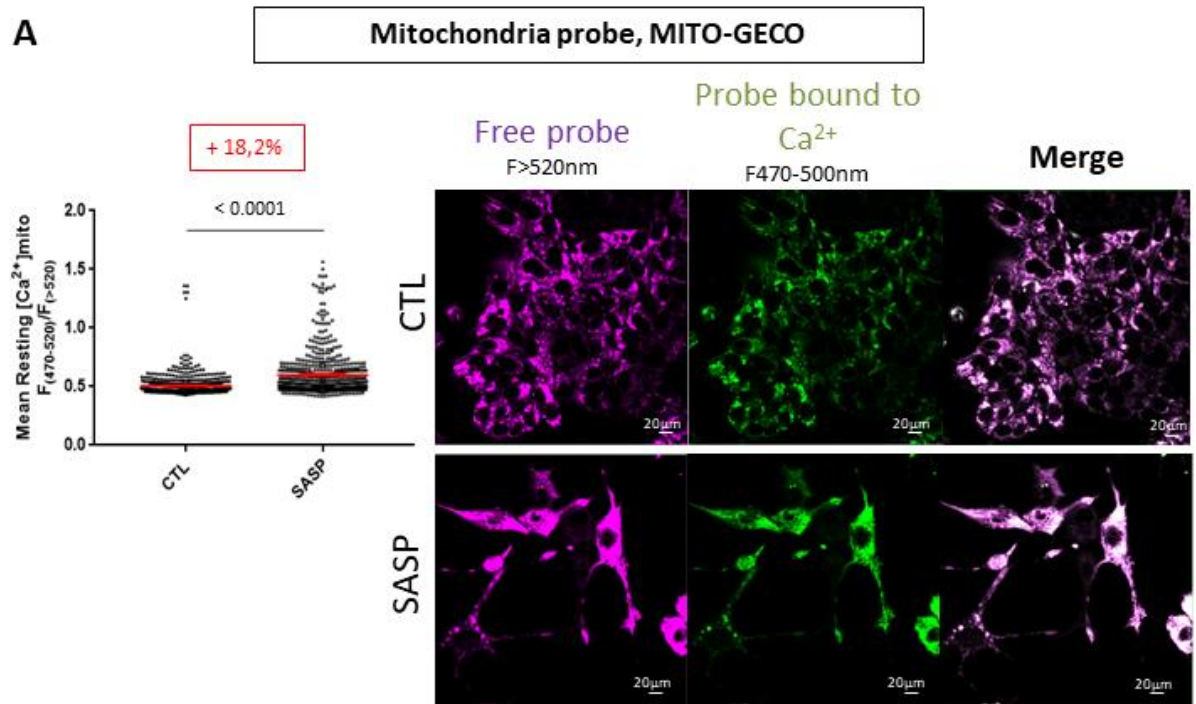 A
Mitochondria probe, MITO-GECO
+ 18,2%
< 0.0001
Mean Resting [Ca²⁺]mito
F(470-520)/F(>520)
2.0
1.5
1.0
0.5
0.0
CTL
SASP
Free probe
F>520nm
Probe bound to
Ca²⁺
F470-500nm
Merge
CTL
20µm
20µm
20µm
SASP
20µm
20µm
20µm